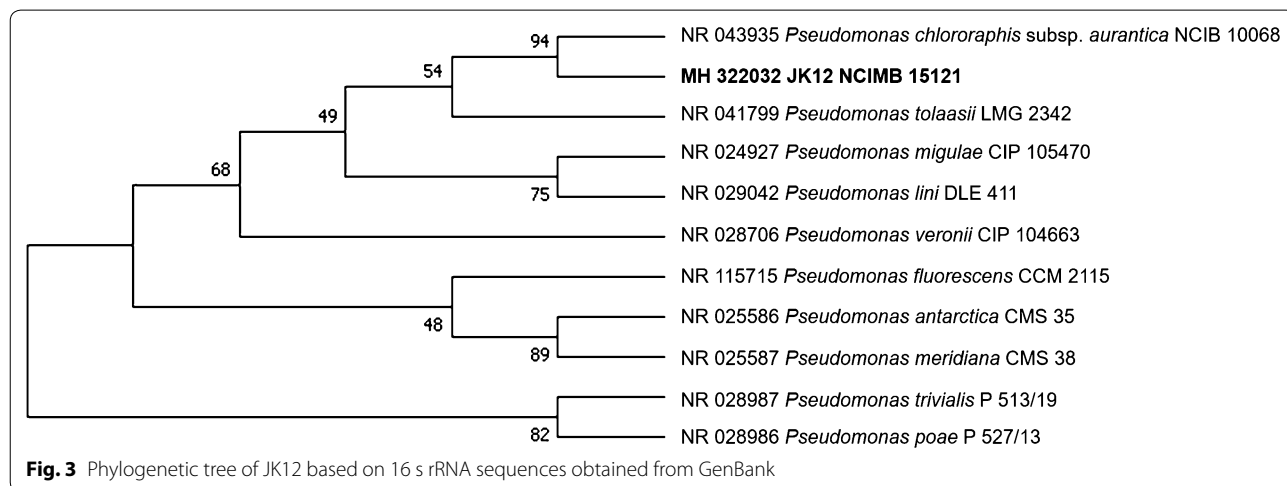 94 NR 043935 Pseudomonas chlororaphis subsp. aurantica NCIB 10068
MH 322032 JK12 NCIMB 15121
54
NR 041799 Pseudomonas tolaasii LMG 2342
49
NR 024927 Pseudomonas migulae CIP 105470
68
75 NR 029042 Pseudomonas lini DLE 411
NR 028706 Pseudomonas veronii CIP 104663
NR 115715 Pseudomonas fluorescens CCM 2115
48
NR 025586 Pseudomonas antarctica CMS 35
89 NR 025587 Pseudomonas meridiana CMS 38
NR 028987 Pseudomonas trivialis P 513/19
82 NR 028986 Pseudomonas poae P 527/13
Fig. 3 Phylogenetic tree of JK12 based on 16 s rRNA sequences obtained from GenBank